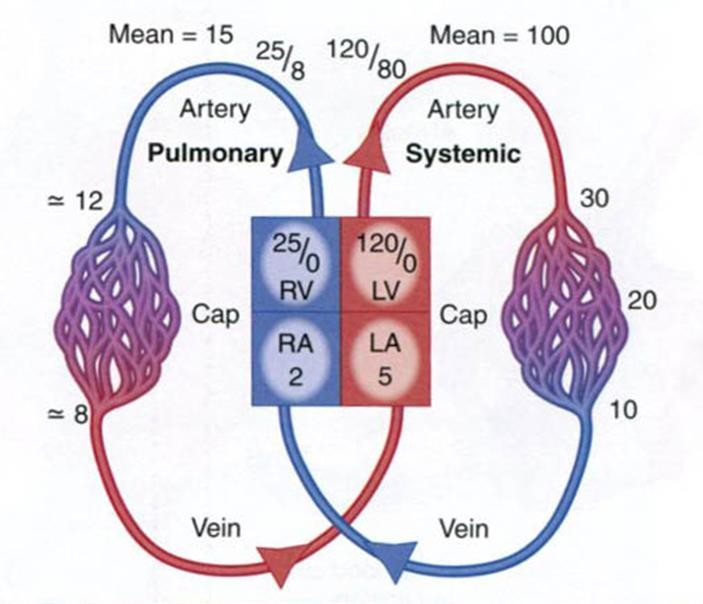 Mean = 15
25/8
120/80
Mean = 100
Artery
Artery
Pulmonary
Systemic
≃ 12
30
25/0
120/0
RV
LV
Cap
Cap
20
RA
LA
2
5
≃ 8
10
Vein
Vein